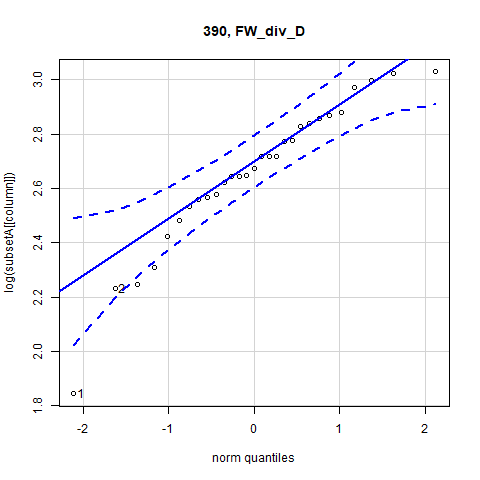 390, FW_div_D
log(subsetA[[column]])
3.0
2.8
2.6
2.4
2.2
2.0
1.8
2
1
-2 -1 0 1 2
norm quantiles